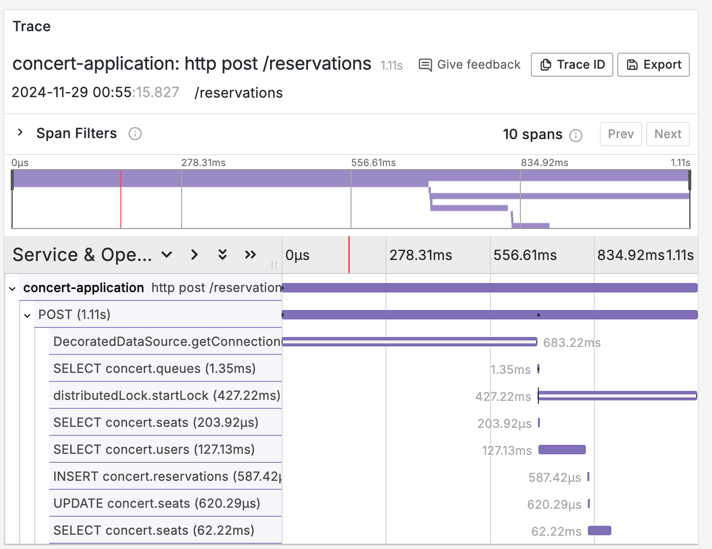 Trace
concert-application: http post /reservations 1.11s Give feedback Trace ID Export
2024-11-29 00:55:15.827 /reservations
Span Filters 10 spans Prev Next
0μs 278.31ms 556.61ms 834.92ms 1.11s
Service & Ope... 0μs 278.31ms 556.61ms 834.92ms 1.11s
concert-application http post /reservation
POST (1.11s)
DecoratedDataSource.getConnection 683.22ms
SELECT concert.queues (1.35ms) 1.35ms
distributedLock.startLock (427.22ms) 427.22ms
SELECT concert.seats (203.92μs) 203.92μs
SELECT concert.users (127.13ms) 127.13ms
INSERT concert.reservations (587.42μ 587.42μs
UPDATE concert.seats (620.29μs) 620.29μs
SELECT concert.seats (62.22ms) 62.22ms